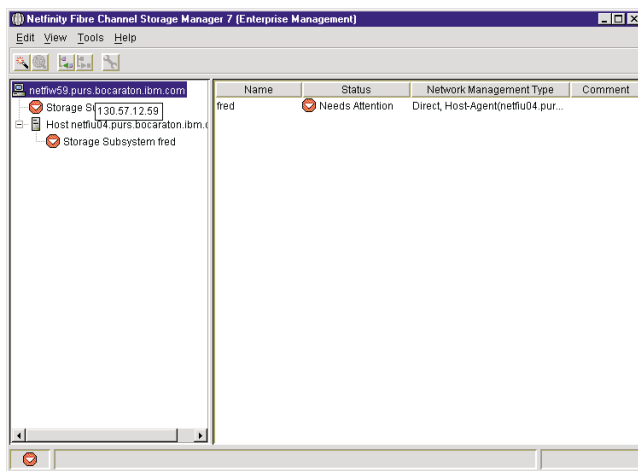 Netfinity Fibre Channel Storage Manager 7 (Enterprise Management)
Edit View Tools Help
netfiw59.purs.bocaraton.ibm.com
Storage Su
130.57.12.59
Host netfiu04.purs.bocaraton.ibm.c
Storage Subsystem fred
Name Status Network Management Type Comment
fred Needs Attention Direct, Host-Agent(netfiu04.pur...